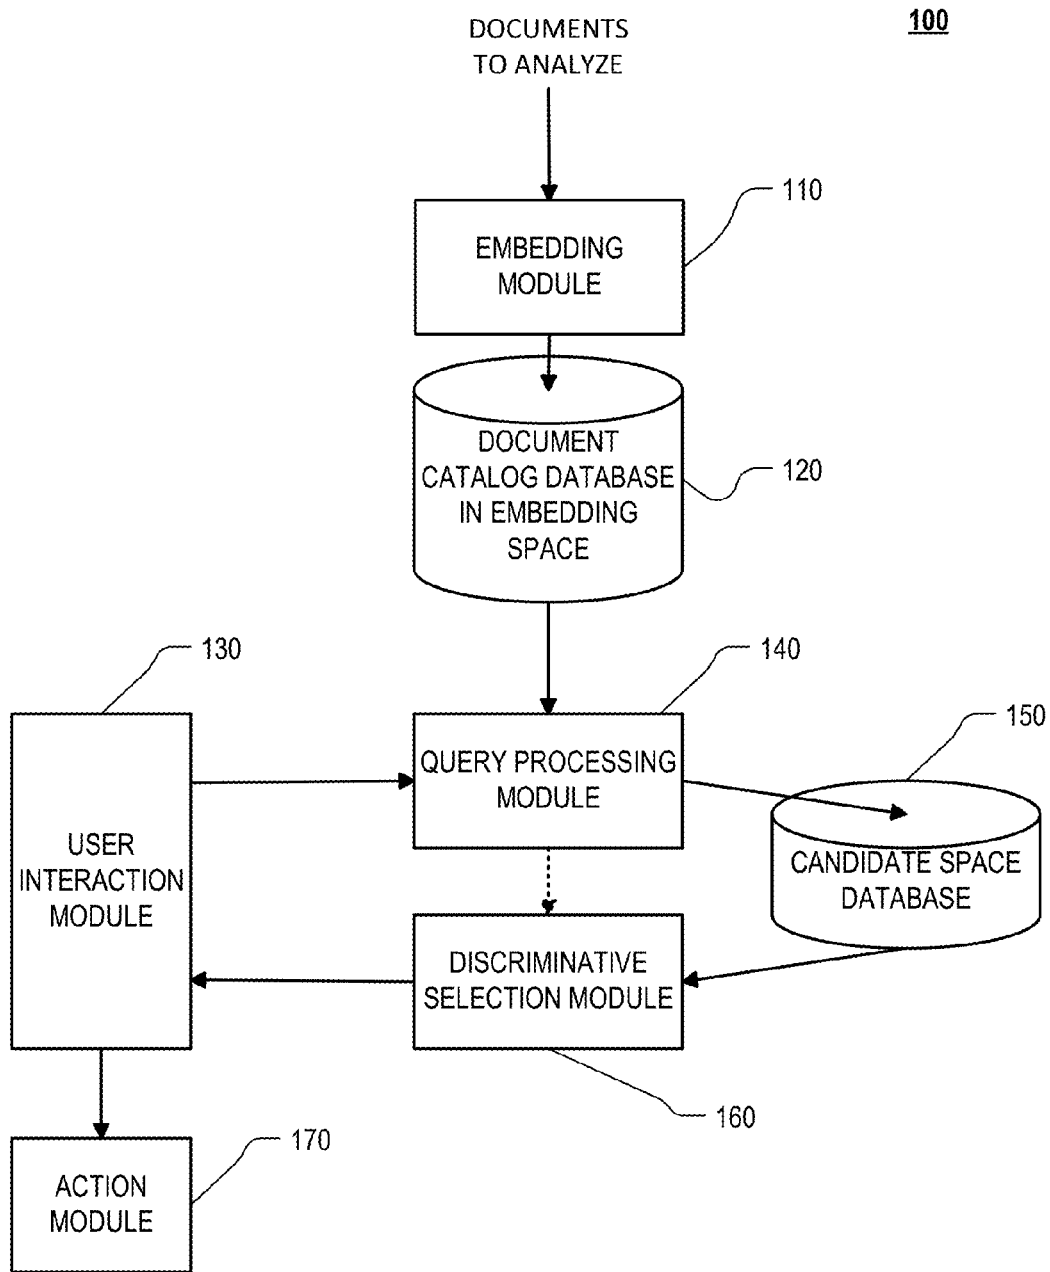 100
DOCUMENTS
TO ANALYZE
110
EMBEDDING
MODULE
DOCUMENT
CATALOG DATABASE
IN EMBEDDING
SPACE
120
130
140
150
QUERY PROCESSING
MODULE
USER
INTERACTION
MODULE
CANDIDATE SPACE
DATABASE
DISCRIMINATIVE
SELECTION MODULE
160
170
ACTION
MODULE